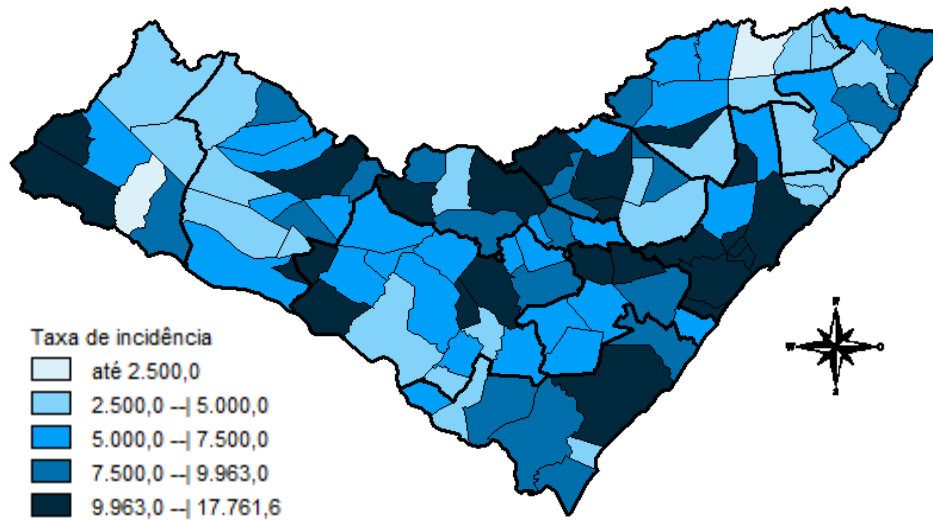 Taxa de incidência
até 2.500,0
2.500,0 --| 5.000,0
5.000,0 --| 7.500,0
7.500,0 --| 9.963,0
9.963,0 --| 17.761,6
W
O